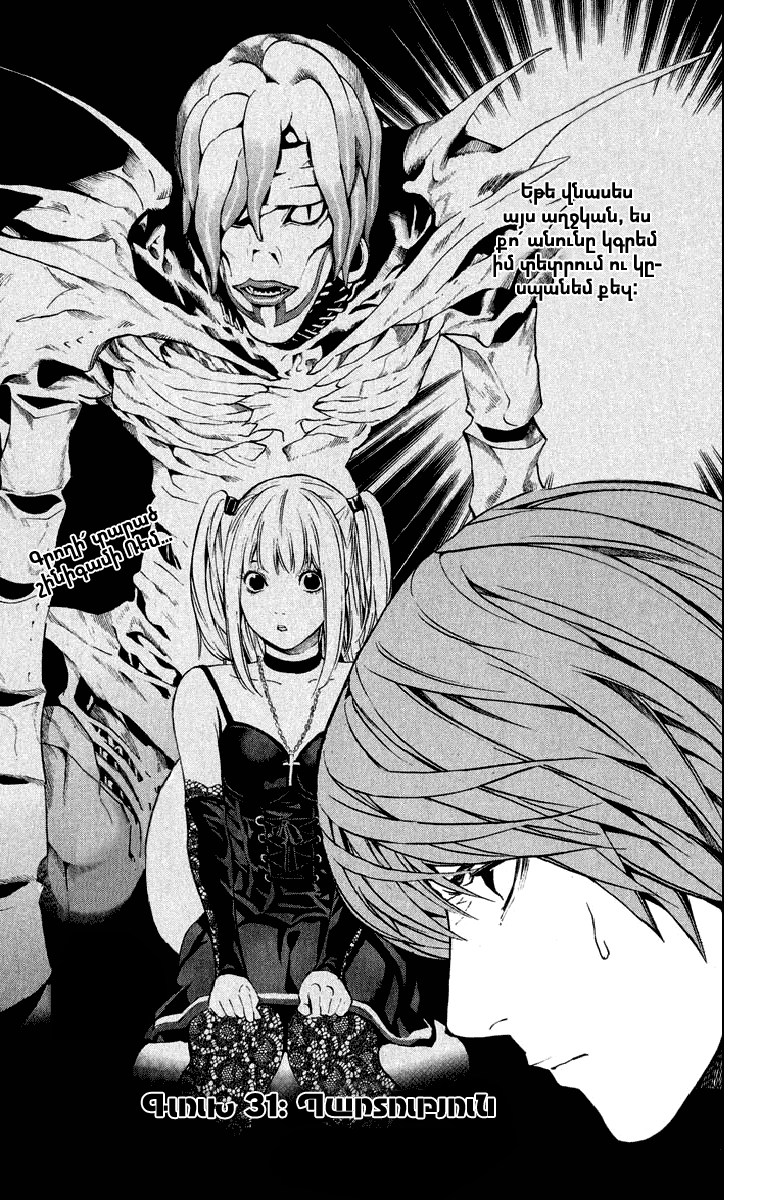 Եթե վնասես
այս աղջկան, ես
քո՛ անունը կգրեմ
իմ տետրում ու կը-
սպանեմ քեզ:
Գրողի՛ տարած
շինիգամի Ռեմ...
Գլուխ 31: Պարտություն